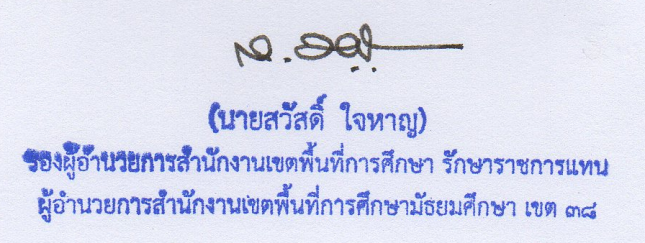 (นายสวัสดิ์ ใจหาญ)
รองผู้อำนวยการสำนักงานเขตพื้นที่การศึกษา รักษาราชการแทน
ผู้อำนวยการสำนักงานเขตพื้นที่การศึกษามัธยมศึกษา เขต ๓๘